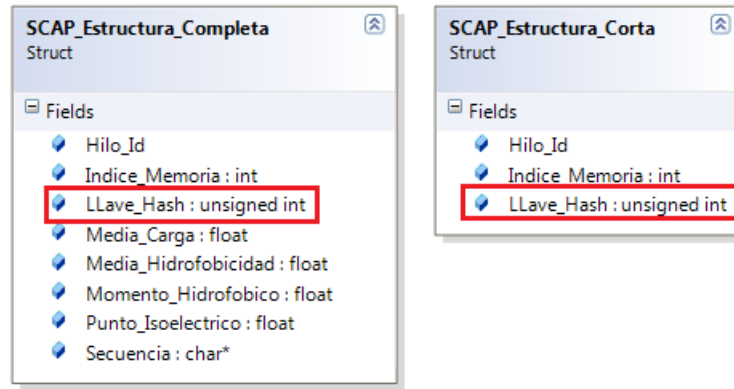 SCAP_Estructura_Completa
Struct
Fields
Hilo_Id
Indice_Memoria : int
LLave_Hash : unsigned int
Media_Carga : float
Media_Hidrofobicidad : float
Momento_Hidrofobico : float
Punto_Isoelectrico : float
Secuencia : char*
SCAP_Estructura_Corta
Struct
Fields
Hilo_Id
Indice_Memoria : int
LLave_Hash : unsigned int